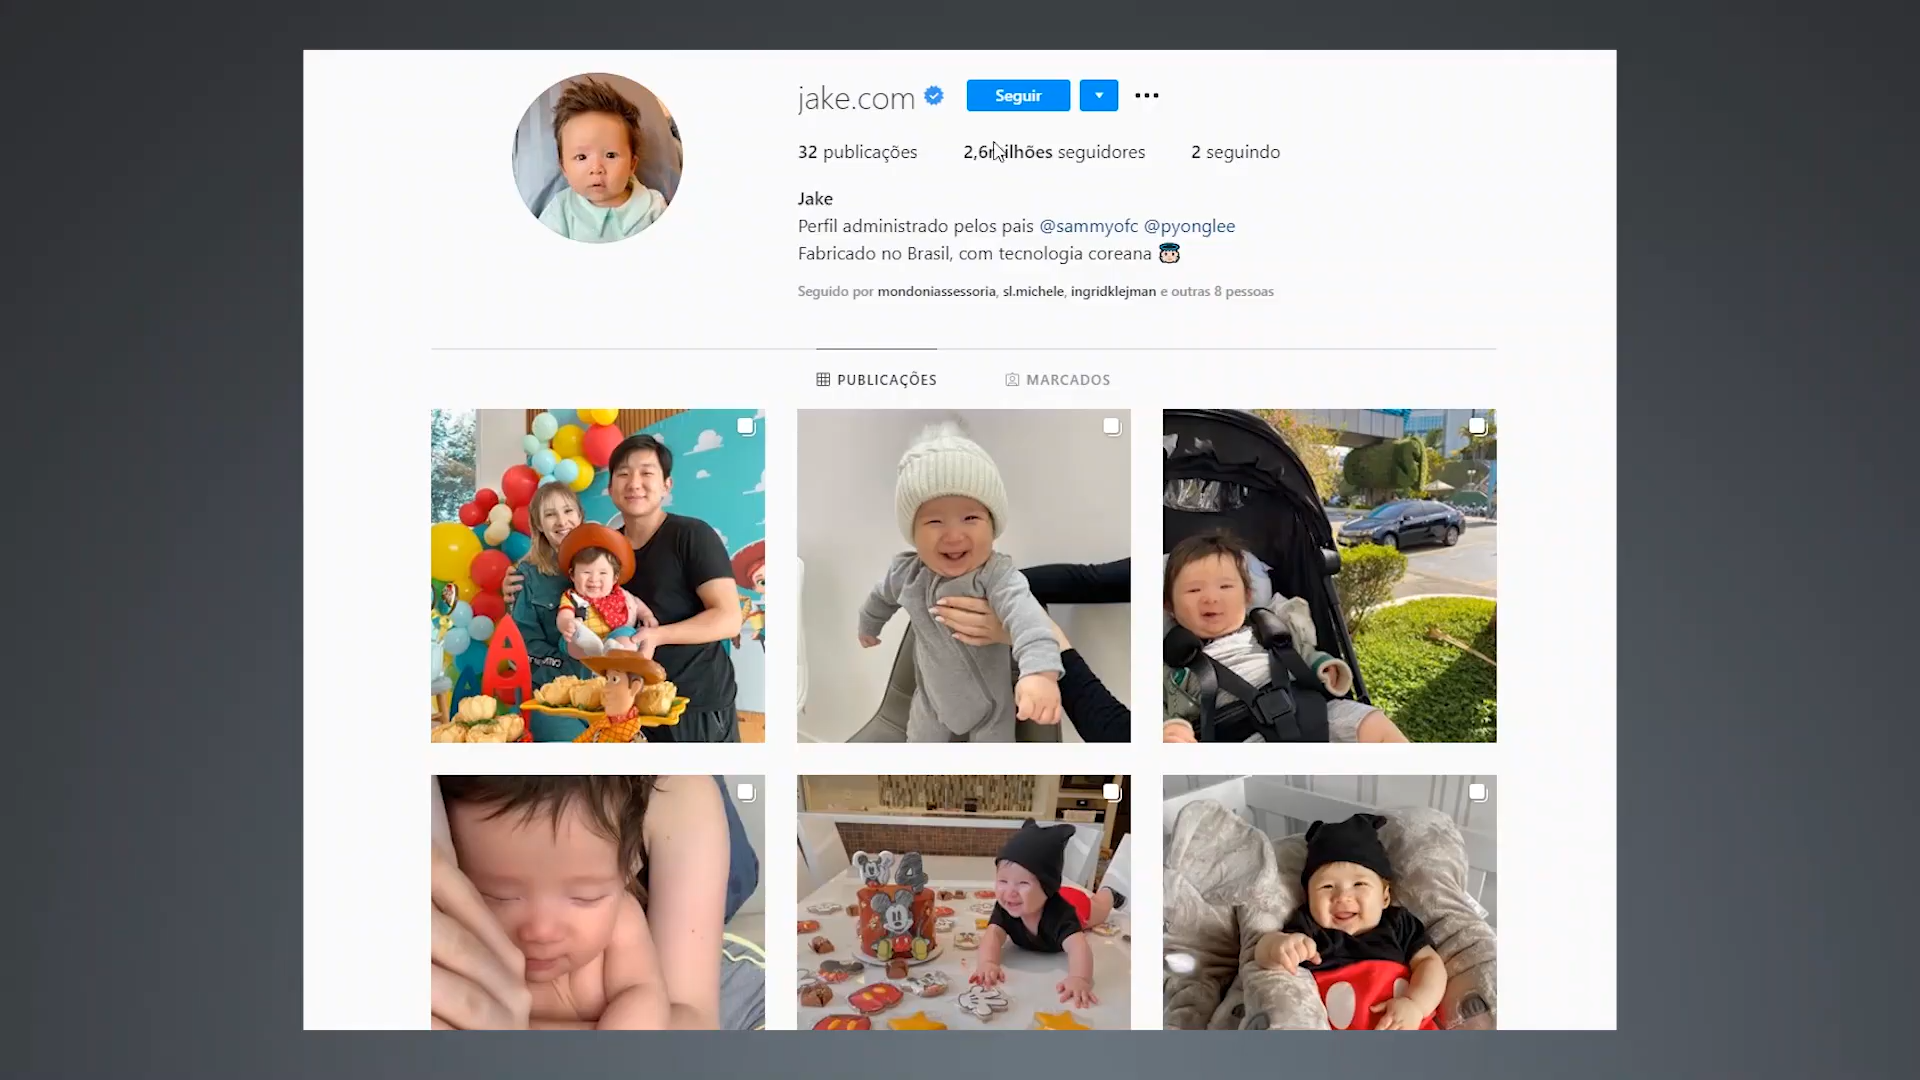 jake.com Seguir
32 publicações 2,6 milhões seguidores 2 seguindo
Jake
Perfil administrado pelos pais @sammyofc @pyonglee
Fabricado no Brasil, com tecnologia coreana
Seguido por mondoniassessoria, sl.michele, ingridklejman e outras 8 pessoas
PUBLICAÇÕES MARCADOS
4